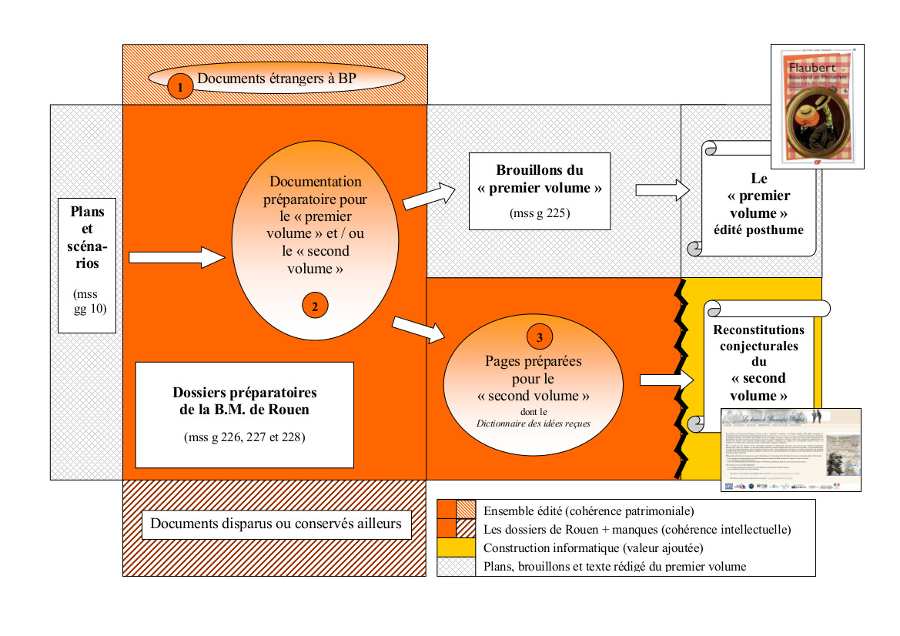 1
Documents étrangers à BP
Flaubert
Bouvard et Pécuchet
Plans
et
scéna-
rios
(mss
gg 10)
Documentation
préparatoire pour
le « premier
volume » et / ou
le « second
volume »
2
Brouillons du
« premier volume »
(mss g 225)
Le
« premier
volume »
édité posthume
Dossiers préparatoires
de la B.M. de Rouen
(mss g 226, 227 et 228)
3
Pages préparées
pour le
« second volume »
dont le
Dictionnaire des idées reçues
Reconstitutions
conjecturales
du
« second
volume »
Documents disparus ou conservés ailleurs
Ensemble édité (cohérence patrimoniale)
Les dossiers de Rouen + manques (cohérence intellectuelle)
Construction informatique (valeur ajoutée)
Plans, brouillons et texte rédigé du premier volume